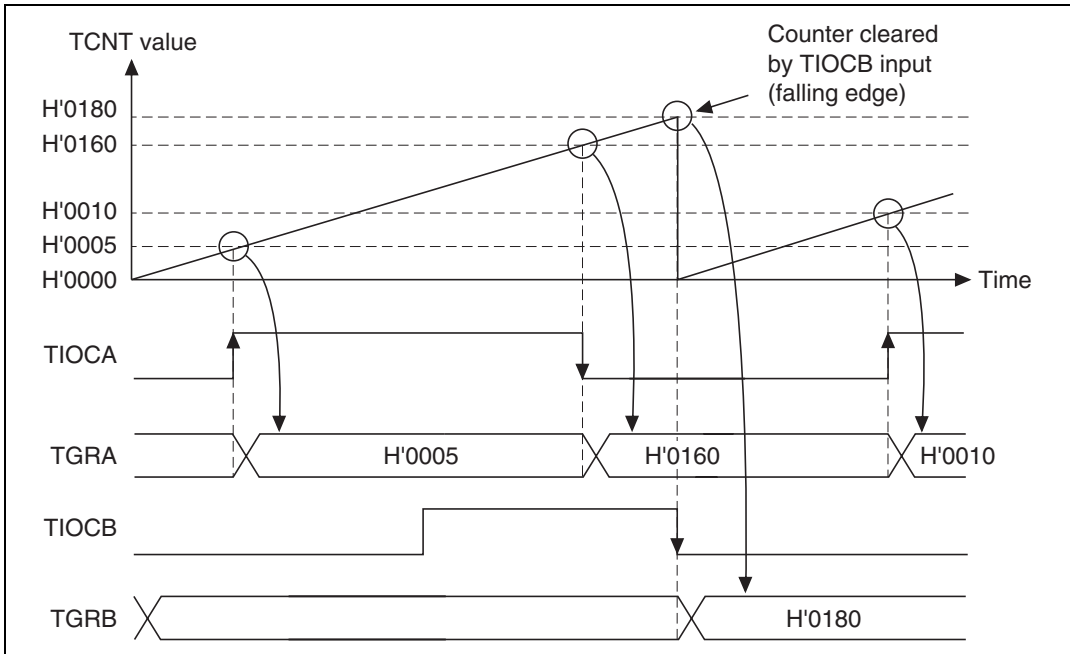 TCNT value
Counter cleared
by TIOCB input
(falling edge)
H'0180
H'0160
H'0010
H'0005
H'0000
Time
TIOCA
TGRA
H'0005
H'0160
H'0010
TIOCB
TGRB
H'0180